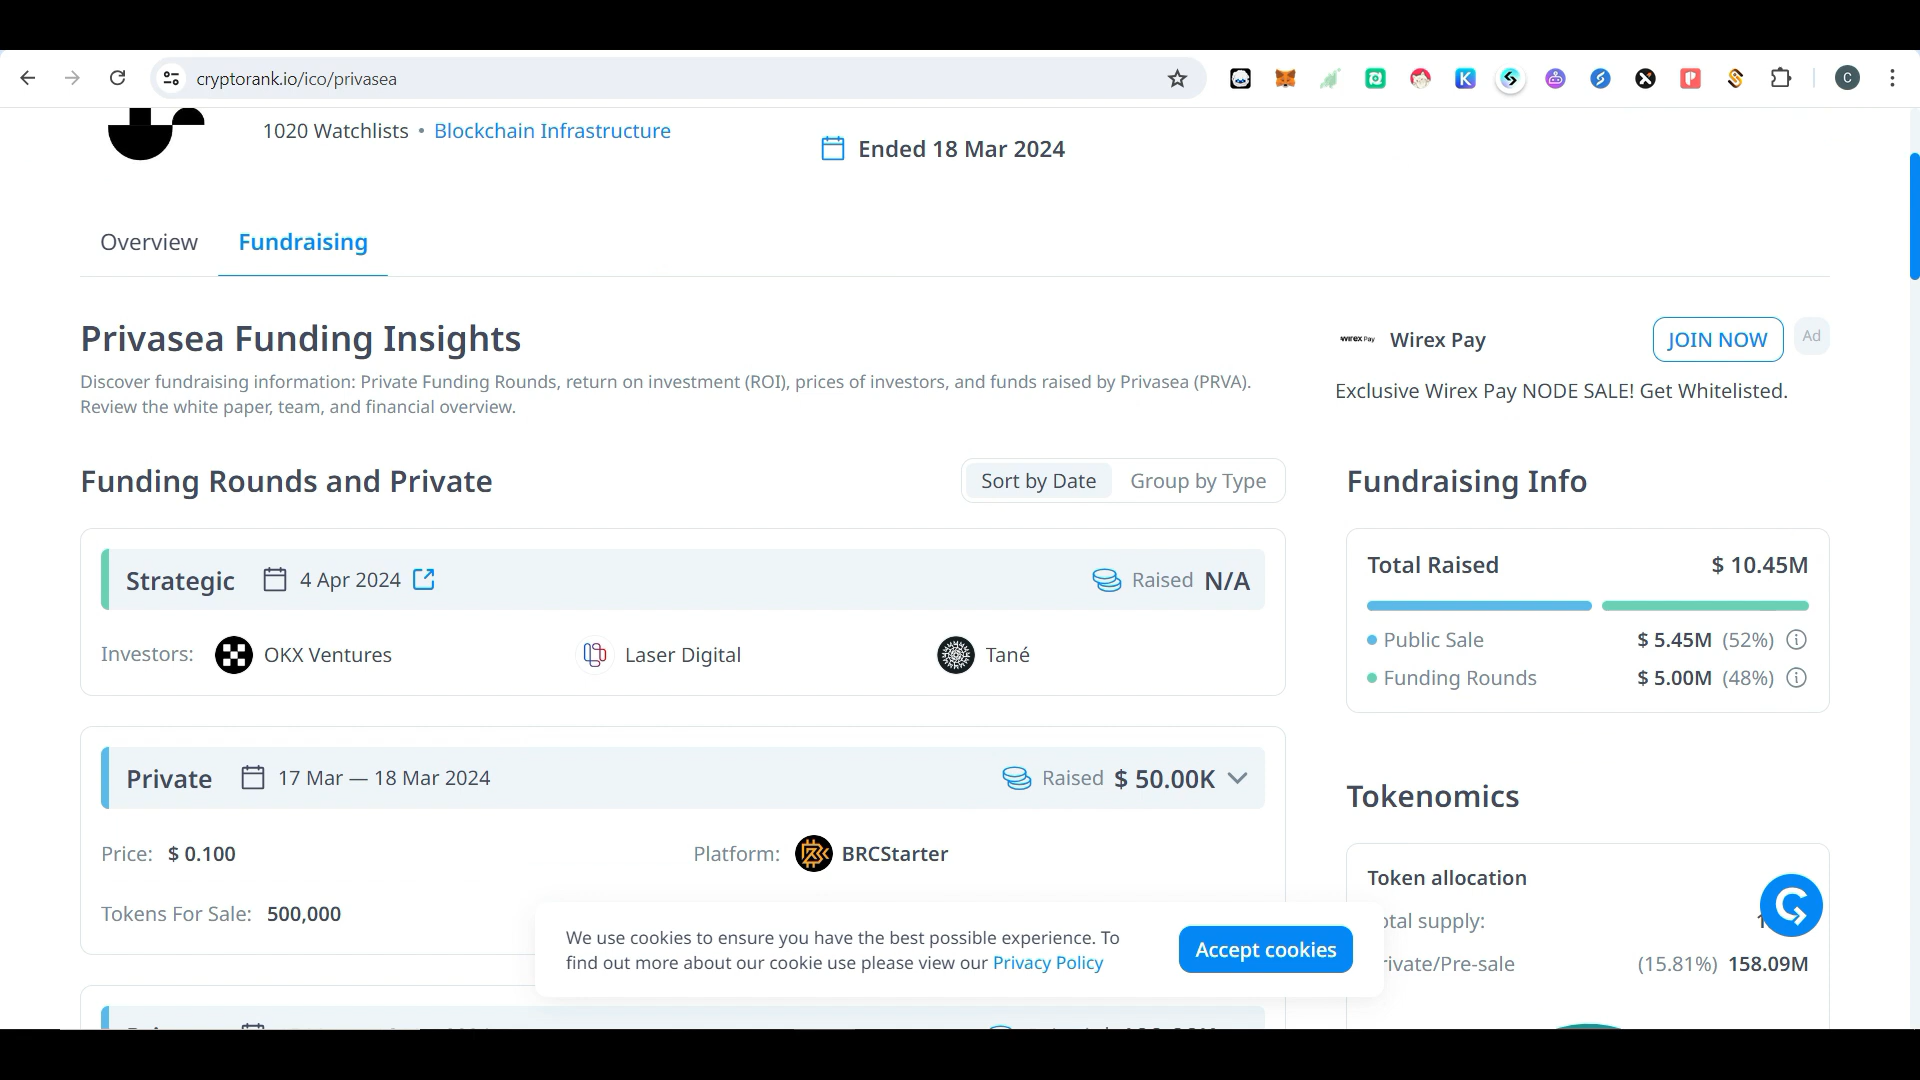 cryptorank.io/ico/privasea
C
1020 Watchlists • Blockchain Infrastructure
Ended 18 Mar 2024
Overview
Fundraising
Privasea Funding Insights
Discover fundraising information: Private Funding Rounds, return on investment (ROI), prices of investors, and funds raised by Privasea (PRVA).
Review the white paper, team, and financial overview.
wirex Pay
Wirex Pay
JOIN NOW
Ad
Exclusive Wirex Pay NODE SALE! Get Whitelisted.
Funding Rounds and Private
Sort by Date
Group by Type
Strategic
4 Apr 2024
Raised N/A
Investors:
OKX Ventures
Laser Digital
Tané
Private
17 Mar — 18 Mar 2024
Raised $ 50.00K
Price: $ 0.100
Platform:
BRCStarter
Tokens For Sale: 500,000
Fundraising Info
Total Raised
$ 10.45M
Public Sale
$ 5.45M (52%)
Funding Rounds
$ 5.00M (48%)
Tokenomics
Token allocation
otal supply:
rivate/Pre-sale
(15.81%) 158.09M
We use cookies to ensure you have the best possible experience. To
find out more about our cookie use please view our Privacy Policy
Accept cookies